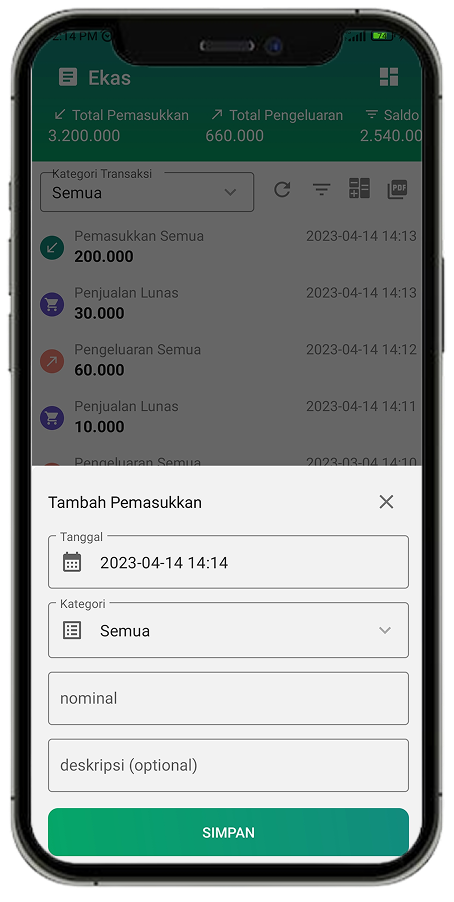 2:14 PM
74
Ekas
Total Pemasukkan
Total Pengeluaran
Saldo
3.200.000
660.000
2.540.00
Kategori Transaksi
Semua
PDF
Pemasukkan Semua
2023-04-14 14:13
200.000
Penjualan Lunas
2023-04-14 14:13
30.000
Pengeluaran Semua
2023-04-14 14:12
60.000
Penjualan Lunas
2023-04-14 14:11
10.000
Pengeluaran Semua
2023-03-04 14:10
Tambah Pemasukkan
Tanggal
2023-04-14 14:14
Kategori
Semua
nominal
deskripsi (optional)
SIMPAN